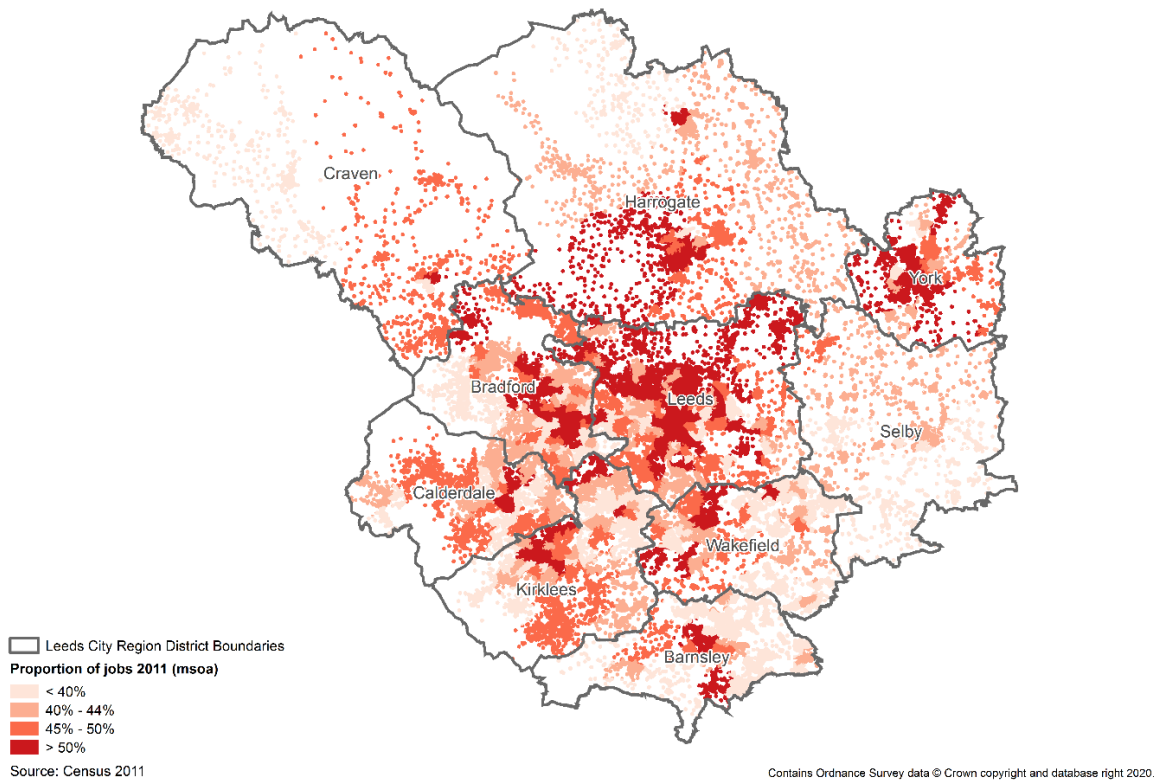 Craven
Harrogate
York
Bradford
Leeds
Selby
Calderdale
Wakefield
Kirklees
Barnsley
Leeds City Region District Boundaries
Proportion of jobs 2011 (msoa)
< 40%
40% - 44%
45% - 50%
> 50%
Source: Census 2011
Contains Ordnance Survey data © Crown copyright and database right 2020.